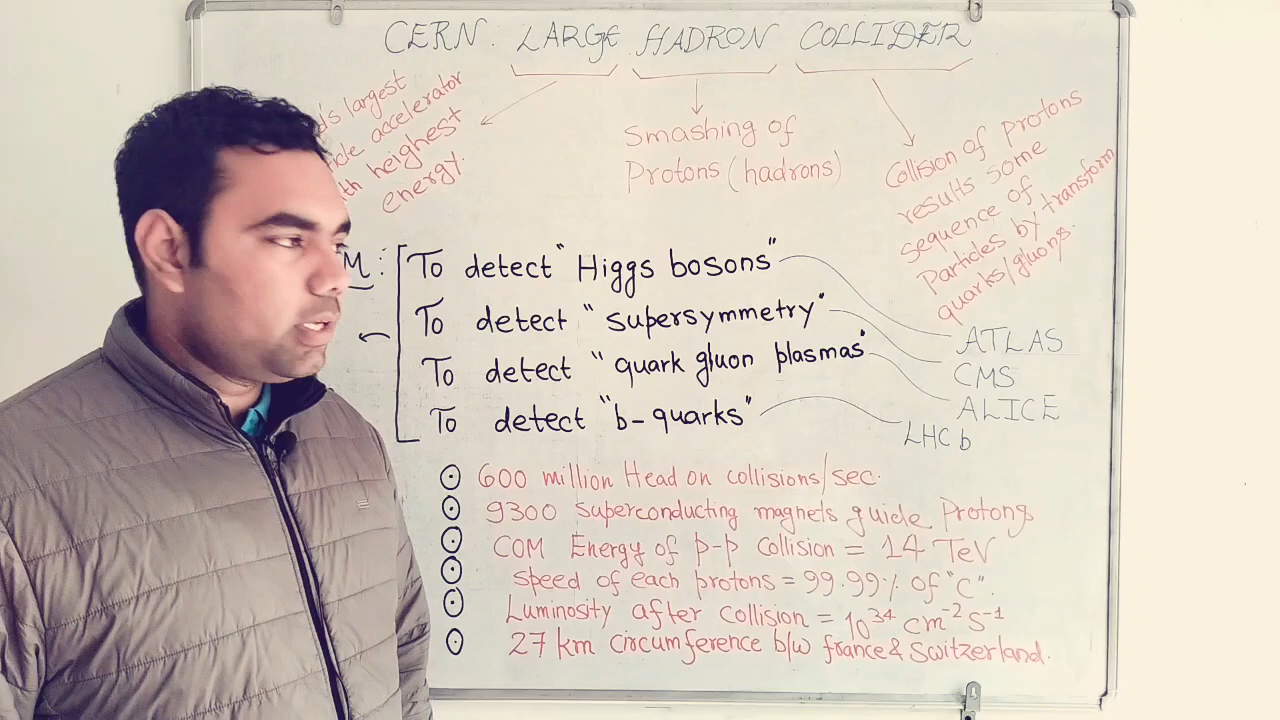 CERN: LARGE HADRON COLLIDER
largest
accelerator
heighest
energy.
Smashing of
Protons (hadrons)
Collision of protons
results some
sequence of
Particles by transform
quarks/gluons.
M:
To detect "Higgs bosons"
To detect "supersymmetry"
To detect "quark gluon plasmas"
To detect "b-quarks"
ATLAS
CMS
ALICE
LHC b
600 million Head on collisions/sec.
9300 superconducting magnets guide Protons
COM Energy of p-p collision = 14 TeV
speed of each protons = 99.99% of "C".
Luminosity after collision = 10³⁴ cm⁻² s⁻¹
27 km circumference b/w france & Switzerland.